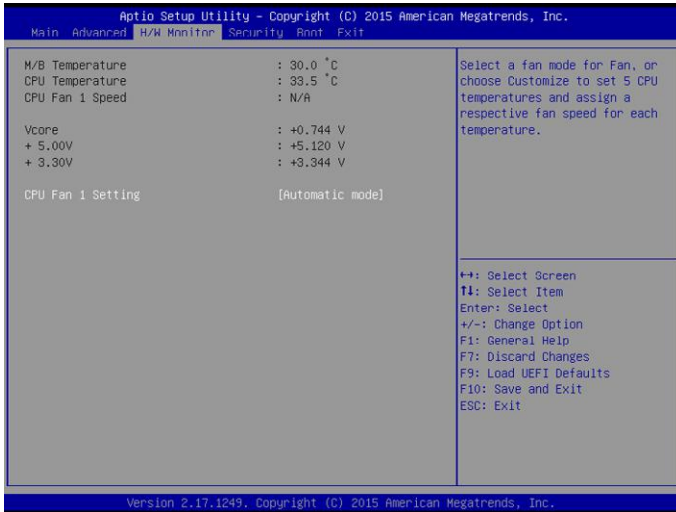 Aptio Setup Utility – Copyright (C) 2015 American Megatrends, Inc.
Main Advanced H/W Monitor Security Boot Exit
M/B Temperature : 30.0 °C
CPU Temperature : 33.5 °C
CPU Fan 1 Speed : N/A
Vcore : +0.744 V
+ 5.00V : +5.120 V
+ 3.30V : +3.344 V
CPU Fan 1 Setting [Automatic mode]
Select a fan mode for Fan, or
choose Customize to set 5 CPU
temperatures and assign a
respective fan speed for each
temperature.
↔: Select Screen
↑↓: Select Item
Enter: Select
+/-: Change Option
F1: General Help
F7: Discard Changes
F9: Load UEFI Defaults
F10: Save and Exit
ESC: Exit
Version 2.17.1249. Copyright (C) 2015 American Megatrends, Inc.